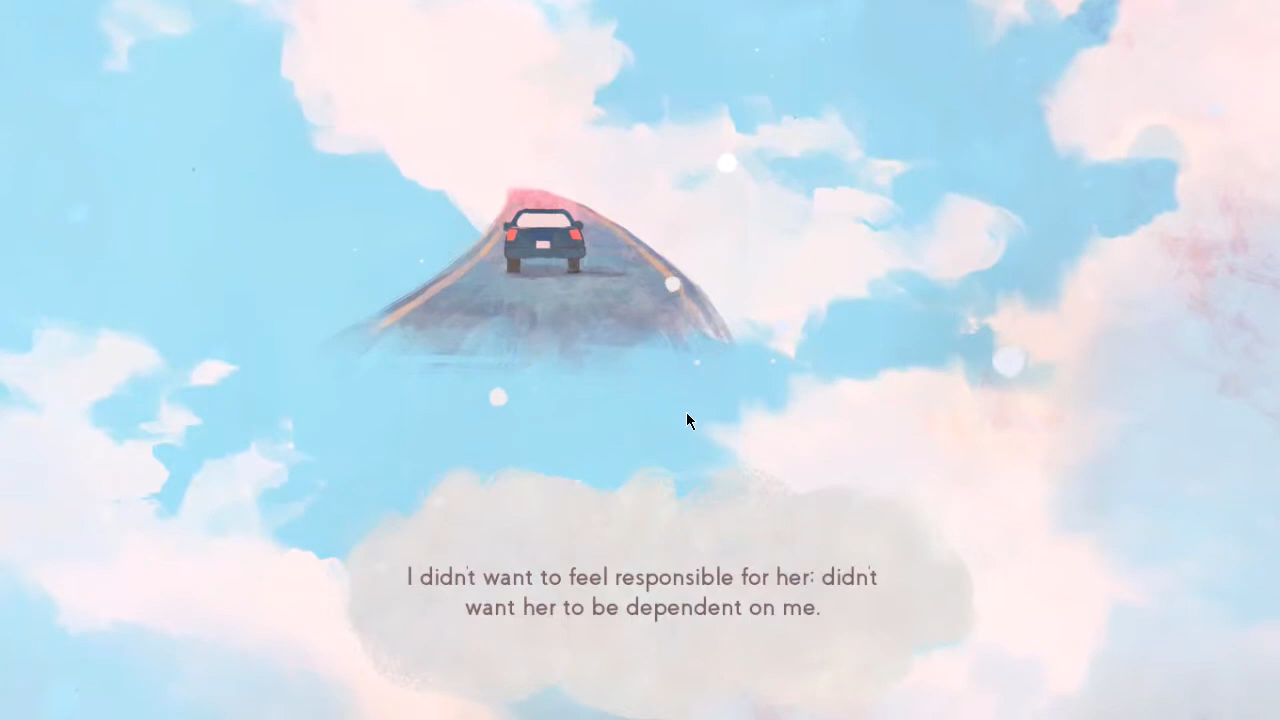 I didn't want to feel responsible for her; didn't
want her to be dependent on me.